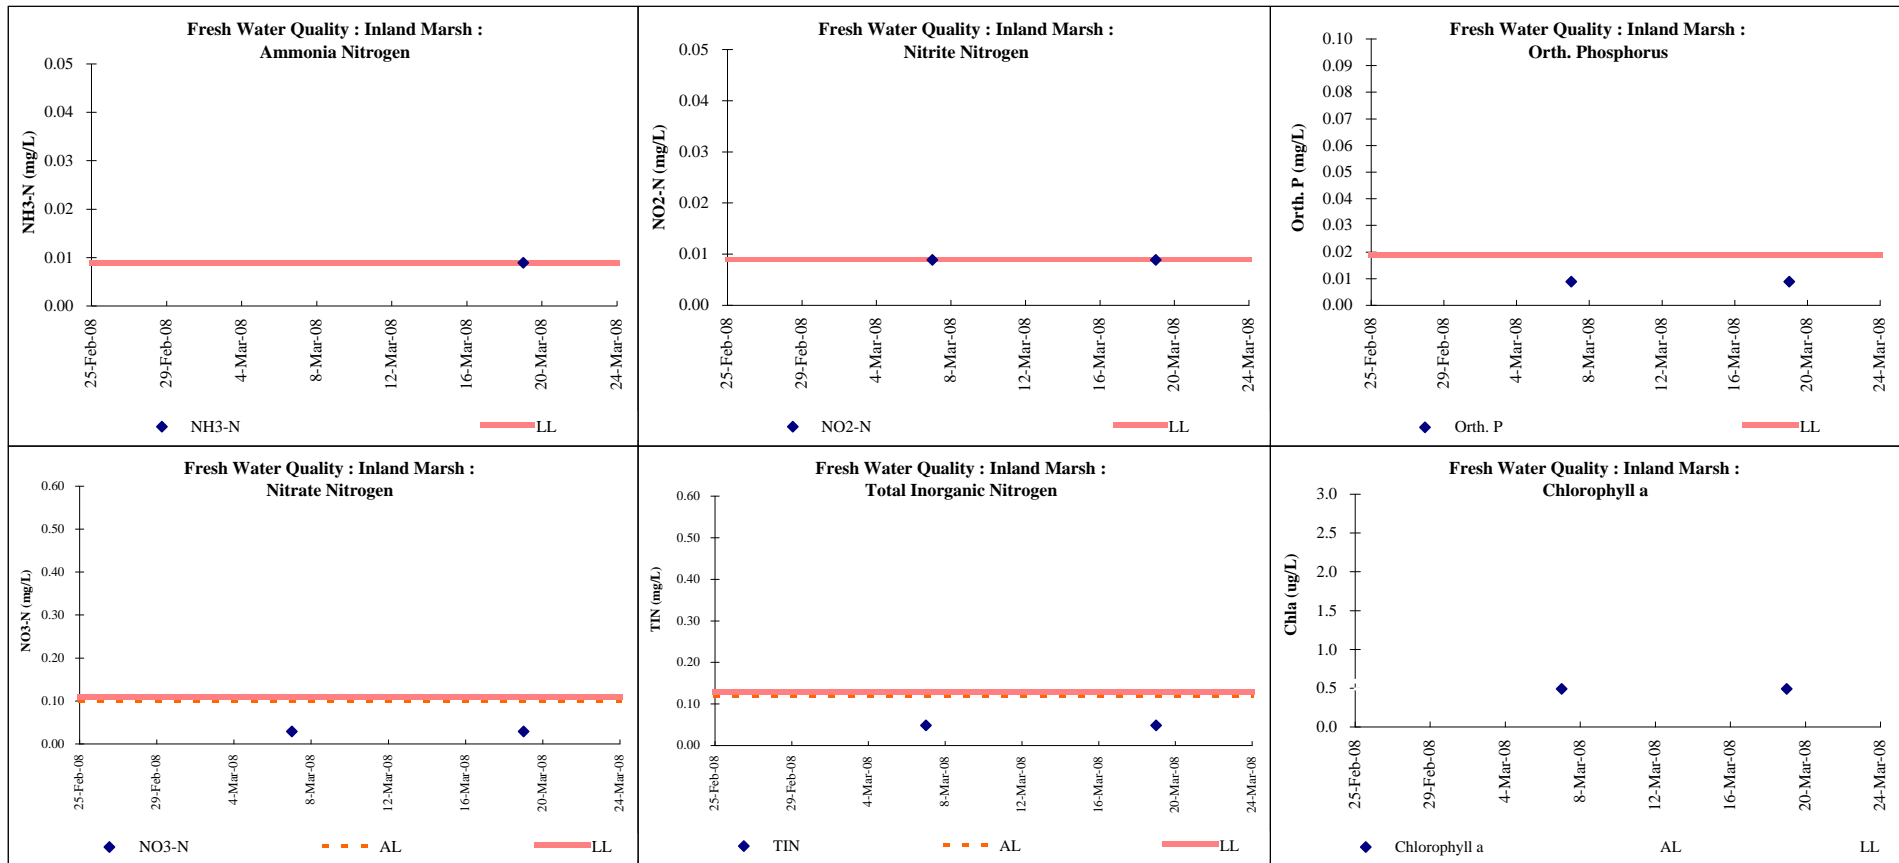 Fresh Water Quality : Inland Marsh :
Ammonia Nitrogen
NH3-N (mg/L)
0.05
0.04
0.03
0.02
0.01
0.00
25-Feb-08
29-Feb-08
4-Mar-08
8-Mar-08
12-Mar-08
16-Mar-08
20-Mar-08
24-Mar-08
NH3-N
LL
Fresh Water Quality : Inland Marsh :
Nitrite Nitrogen
NO2-N (mg/L)
0.05
0.04
0.03
0.02
0.01
0.00
25-Feb-08
29-Feb-08
4-Mar-08
8-Mar-08
12-Mar-08
16-Mar-08
20-Mar-08
24-Mar-08
NO2-N
LL
Fresh Water Quality : Inland Marsh :
Orth. Phosphorus
Orth. P (mg/L)
0.10
0.09
0.08
0.07
0.06
0.05
0.04
0.03
0.02
0.01
0.00
25-Feb-08
29-Feb-08
4-Mar-08
8-Mar-08
12-Mar-08
16-Mar-08
20-Mar-08
24-Mar-08
Orth. P
LL
Fresh Water Quality : Inland Marsh :
Nitrate Nitrogen
NO3-N (mg/L)
0.60
0.50
0.40
0.30
0.20
0.10
0.00
25-Feb-08
29-Feb-08
4-Mar-08
8-Mar-08
12-Mar-08
16-Mar-08
20-Mar-08
24-Mar-08
NO3-N
AL
LL
Fresh Water Quality : Inland Marsh :
Total Inorganic Nitrogen
TIN (mg/L)
0.60
0.50
0.40
0.30
0.20
0.10
0.00
25-Feb-08
29-Feb-08
4-Mar-08
8-Mar-08
12-Mar-08
16-Mar-08
20-Mar-08
24-Mar-08
TIN
AL
LL
Fresh Water Quality : Inland Marsh :
Chlorophyll a
Chla (ug/L)
3.0
2.5
2.0
1.5
1.0
0.5
0.0
25-Feb-08
29-Feb-08
4-Mar-08
8-Mar-08
12-Mar-08
16-Mar-08
20-Mar-08
24-Mar-08
Chlorophyll a
AL
LL